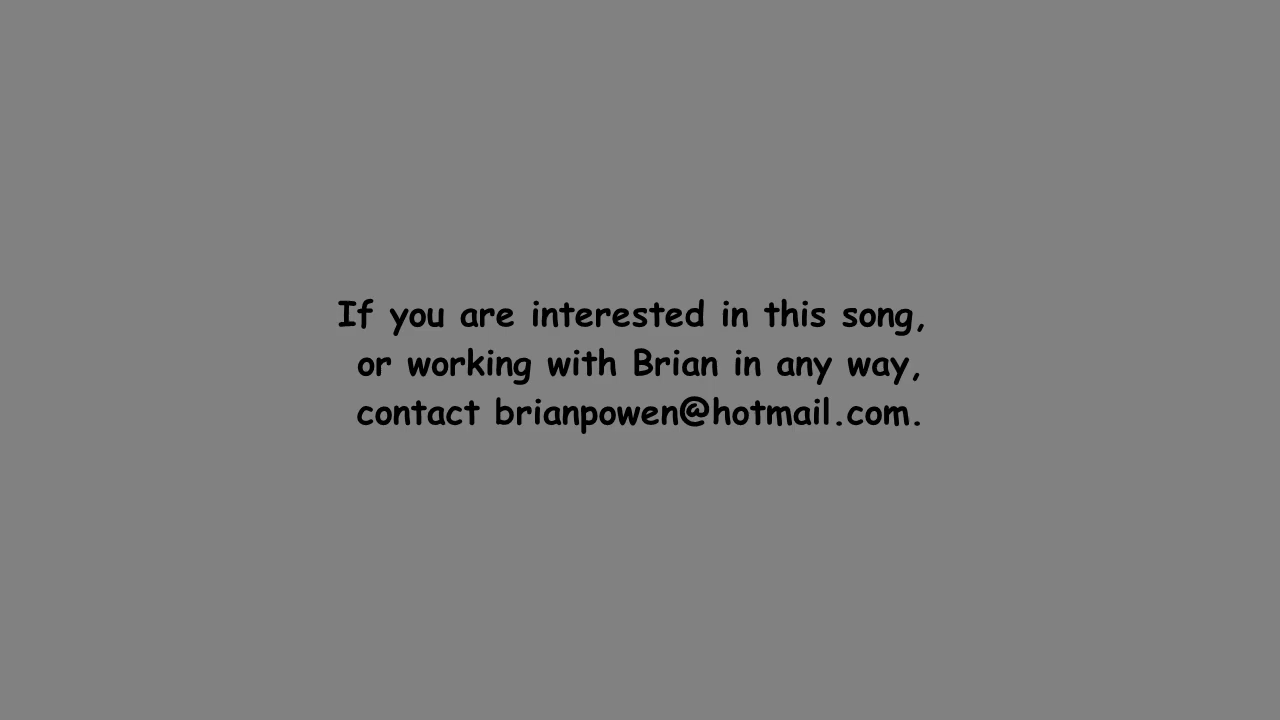 If you are interested in this song,
or working with Brian in any way,
contact brianpowen@hotmail.com.